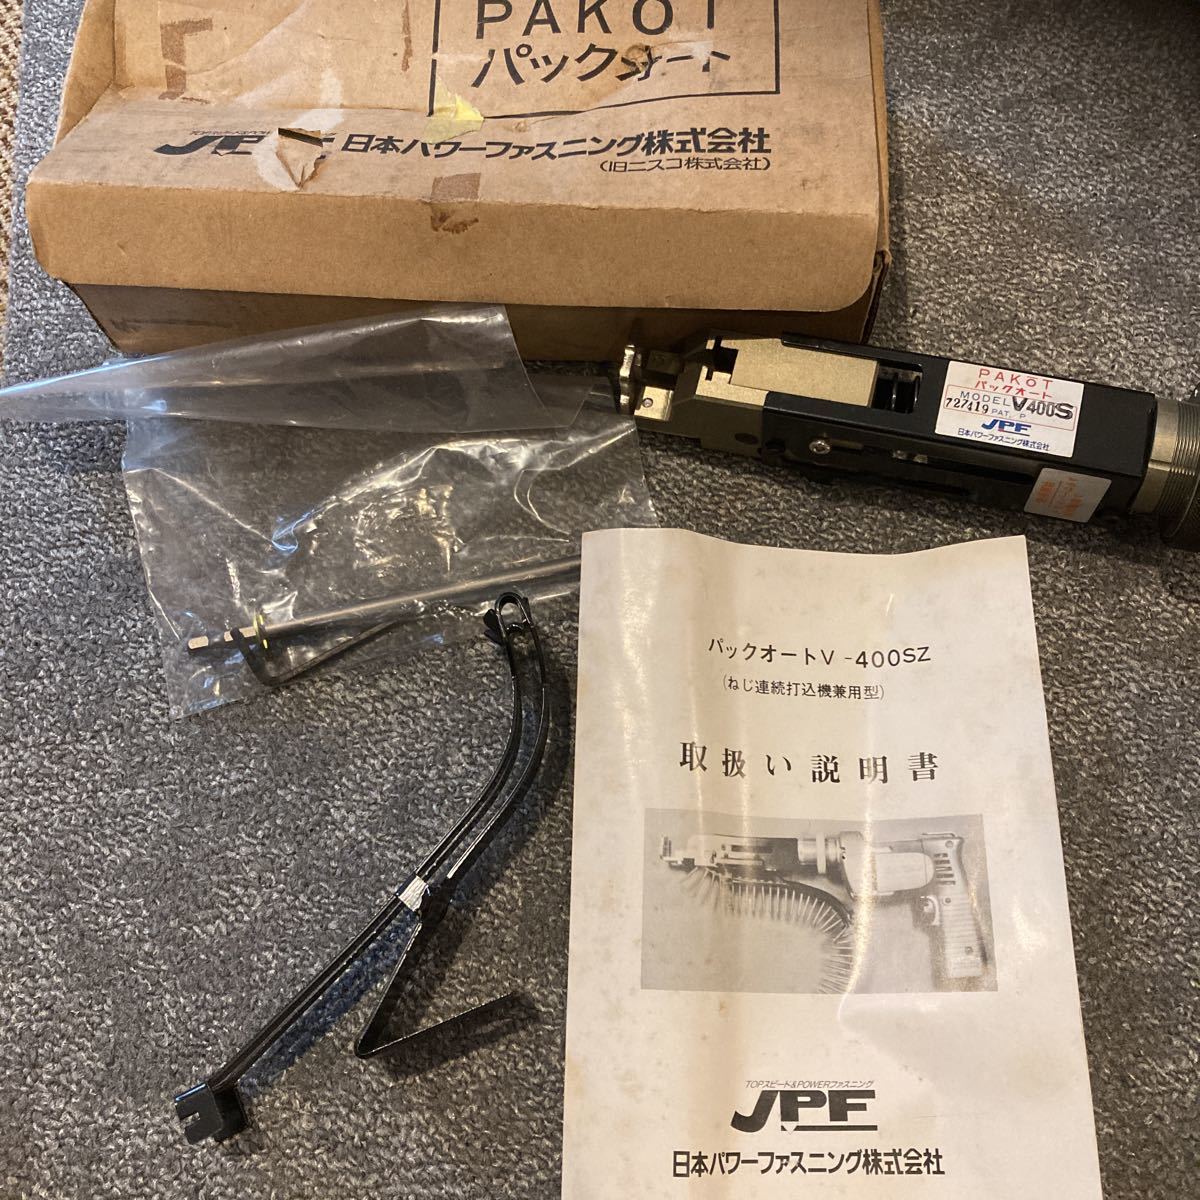 PAKOT
パックオート
JPF 日本パワーファスニング株式会社
(旧ニスコ株式会社)
PAKOT
パックオート
MODEL V400S
727419 PAT. P
JPF
日本パワーファスニング株式会社
パックオートV-400SZ
(ねじ連続打込機兼用型)
取扱い説明書
TOPスピード&POWERファスニング
JPF
日本パワーファスニング株式会社